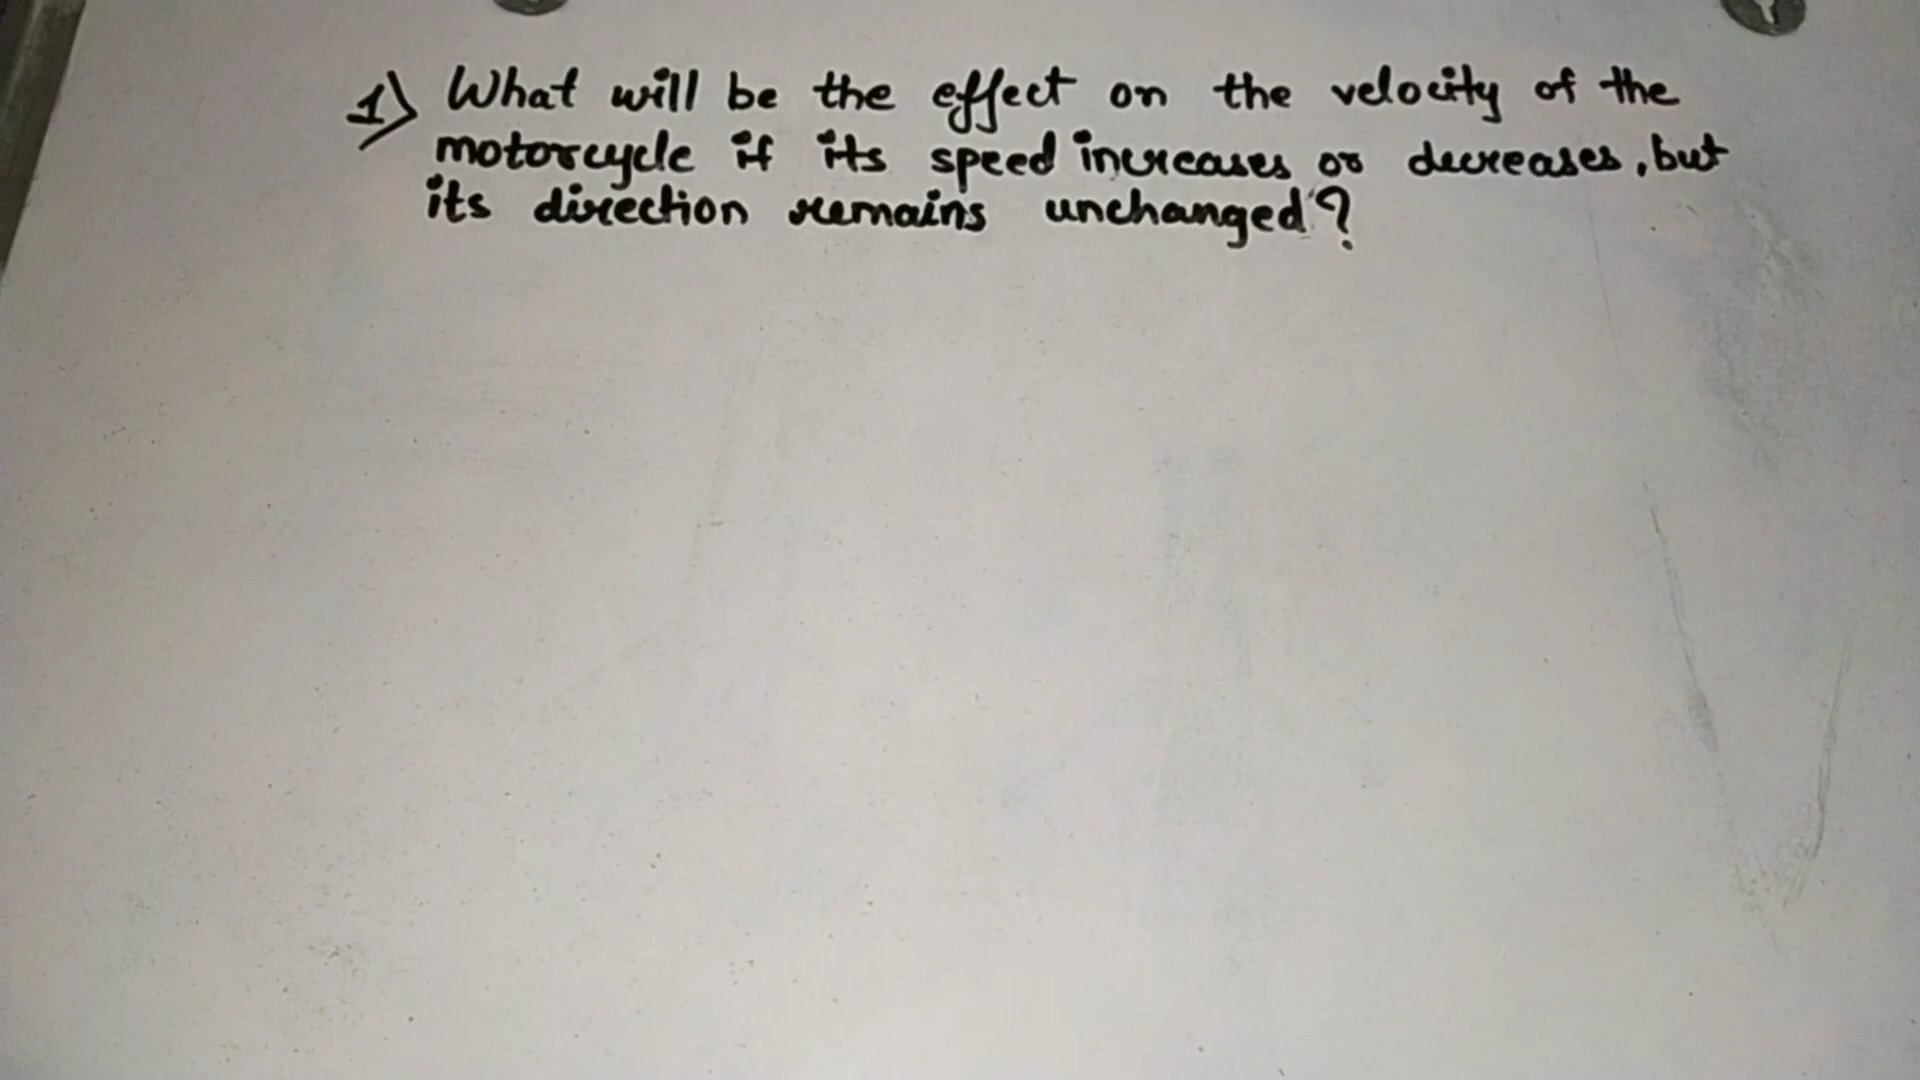 1) What will be the effect on the velocity of the
motorcycle if its speed increases or decreases, but
its direction remains unchanged?